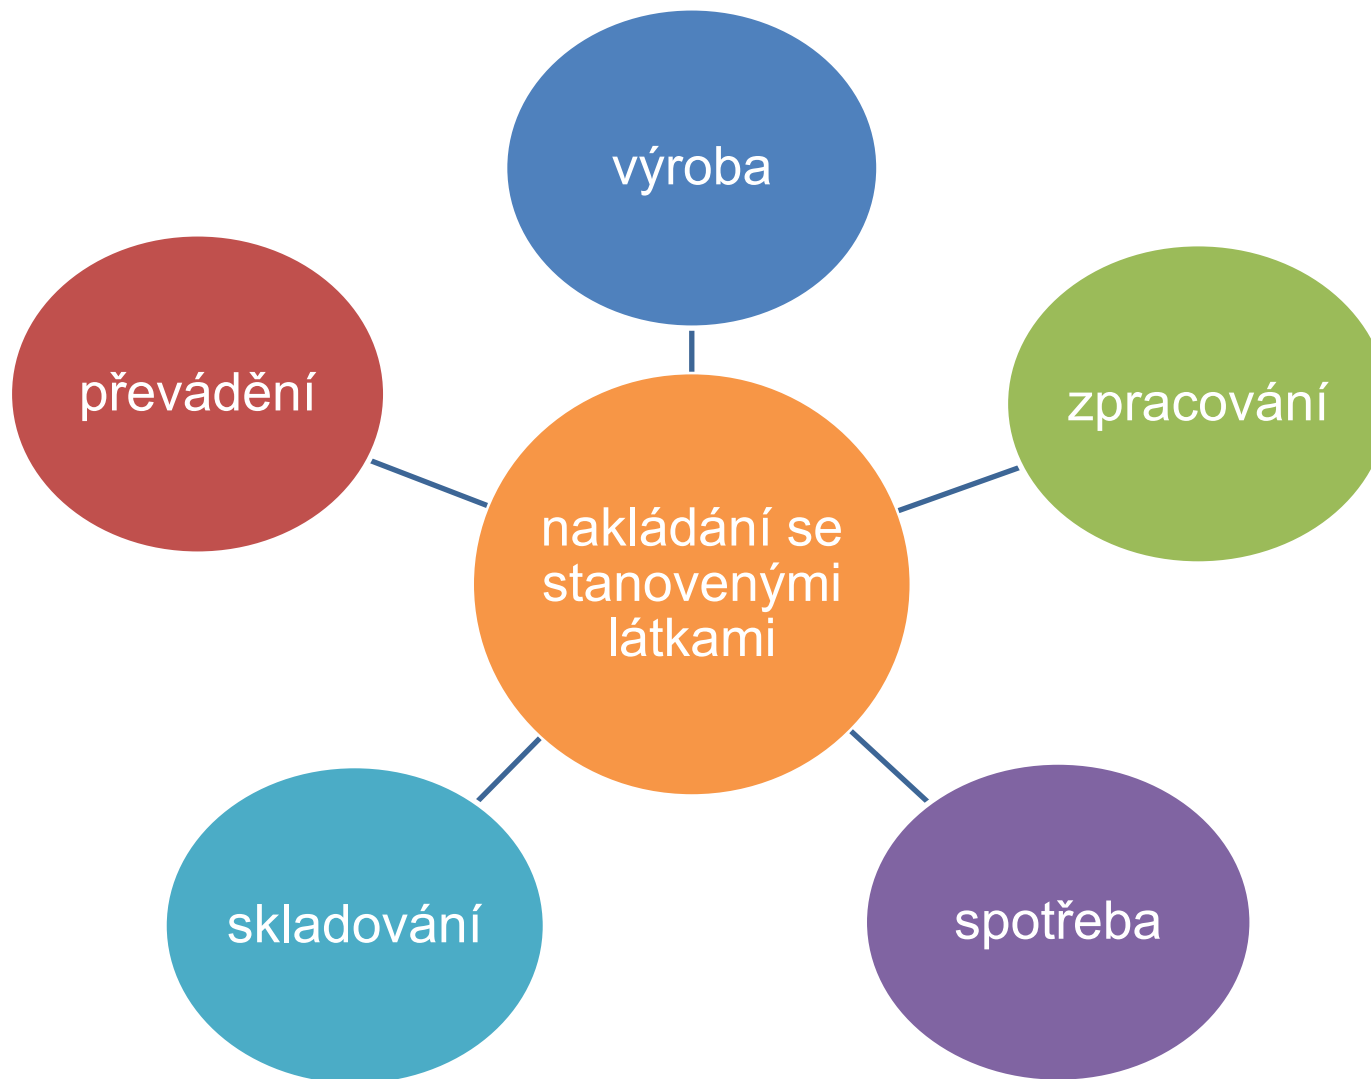 výroba
převádění
zpracování
nakládání se
stanovenými
látkami
skladování
spotřeba